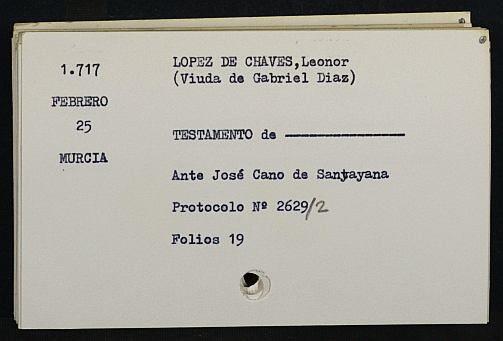 1.717
FEBRERO
25
MURCIA
LOPEZ DE CHAVES,Leonor
(Viuda de Gabriel Diaz)
TESTAMENTO de ------------------
Ante José Cano de Santayana
Protocolo Nº 2629/2
Folios 19